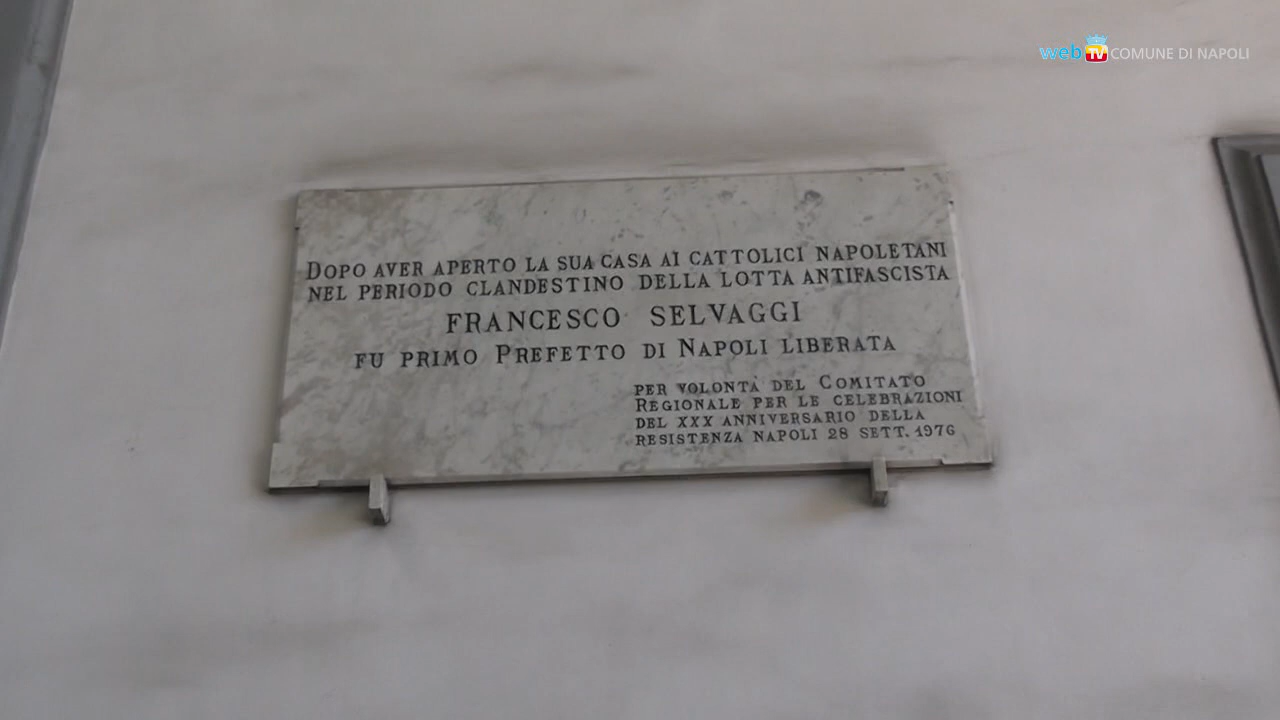 web TV COMUNE DI NAPOLI
DOPO AVER APERTO LA SUA CASA AI CATTOLICI NAPOLETANI
NEL PERIODO CLANDESTINO DELLA LOTTA ANTIFASCISTA
FRANCESCO SELVAGGI
FU PRIMO PREFETTO DI NAPOLI LIBERATA
PER VOLONTÀ DEL COMITATO
REGIONALE PER LE CELEBRAZIONI
DEL XXX ANNIVERSARIO DELLA
RESISTENZA NAPOLI 28 SETT. 1976